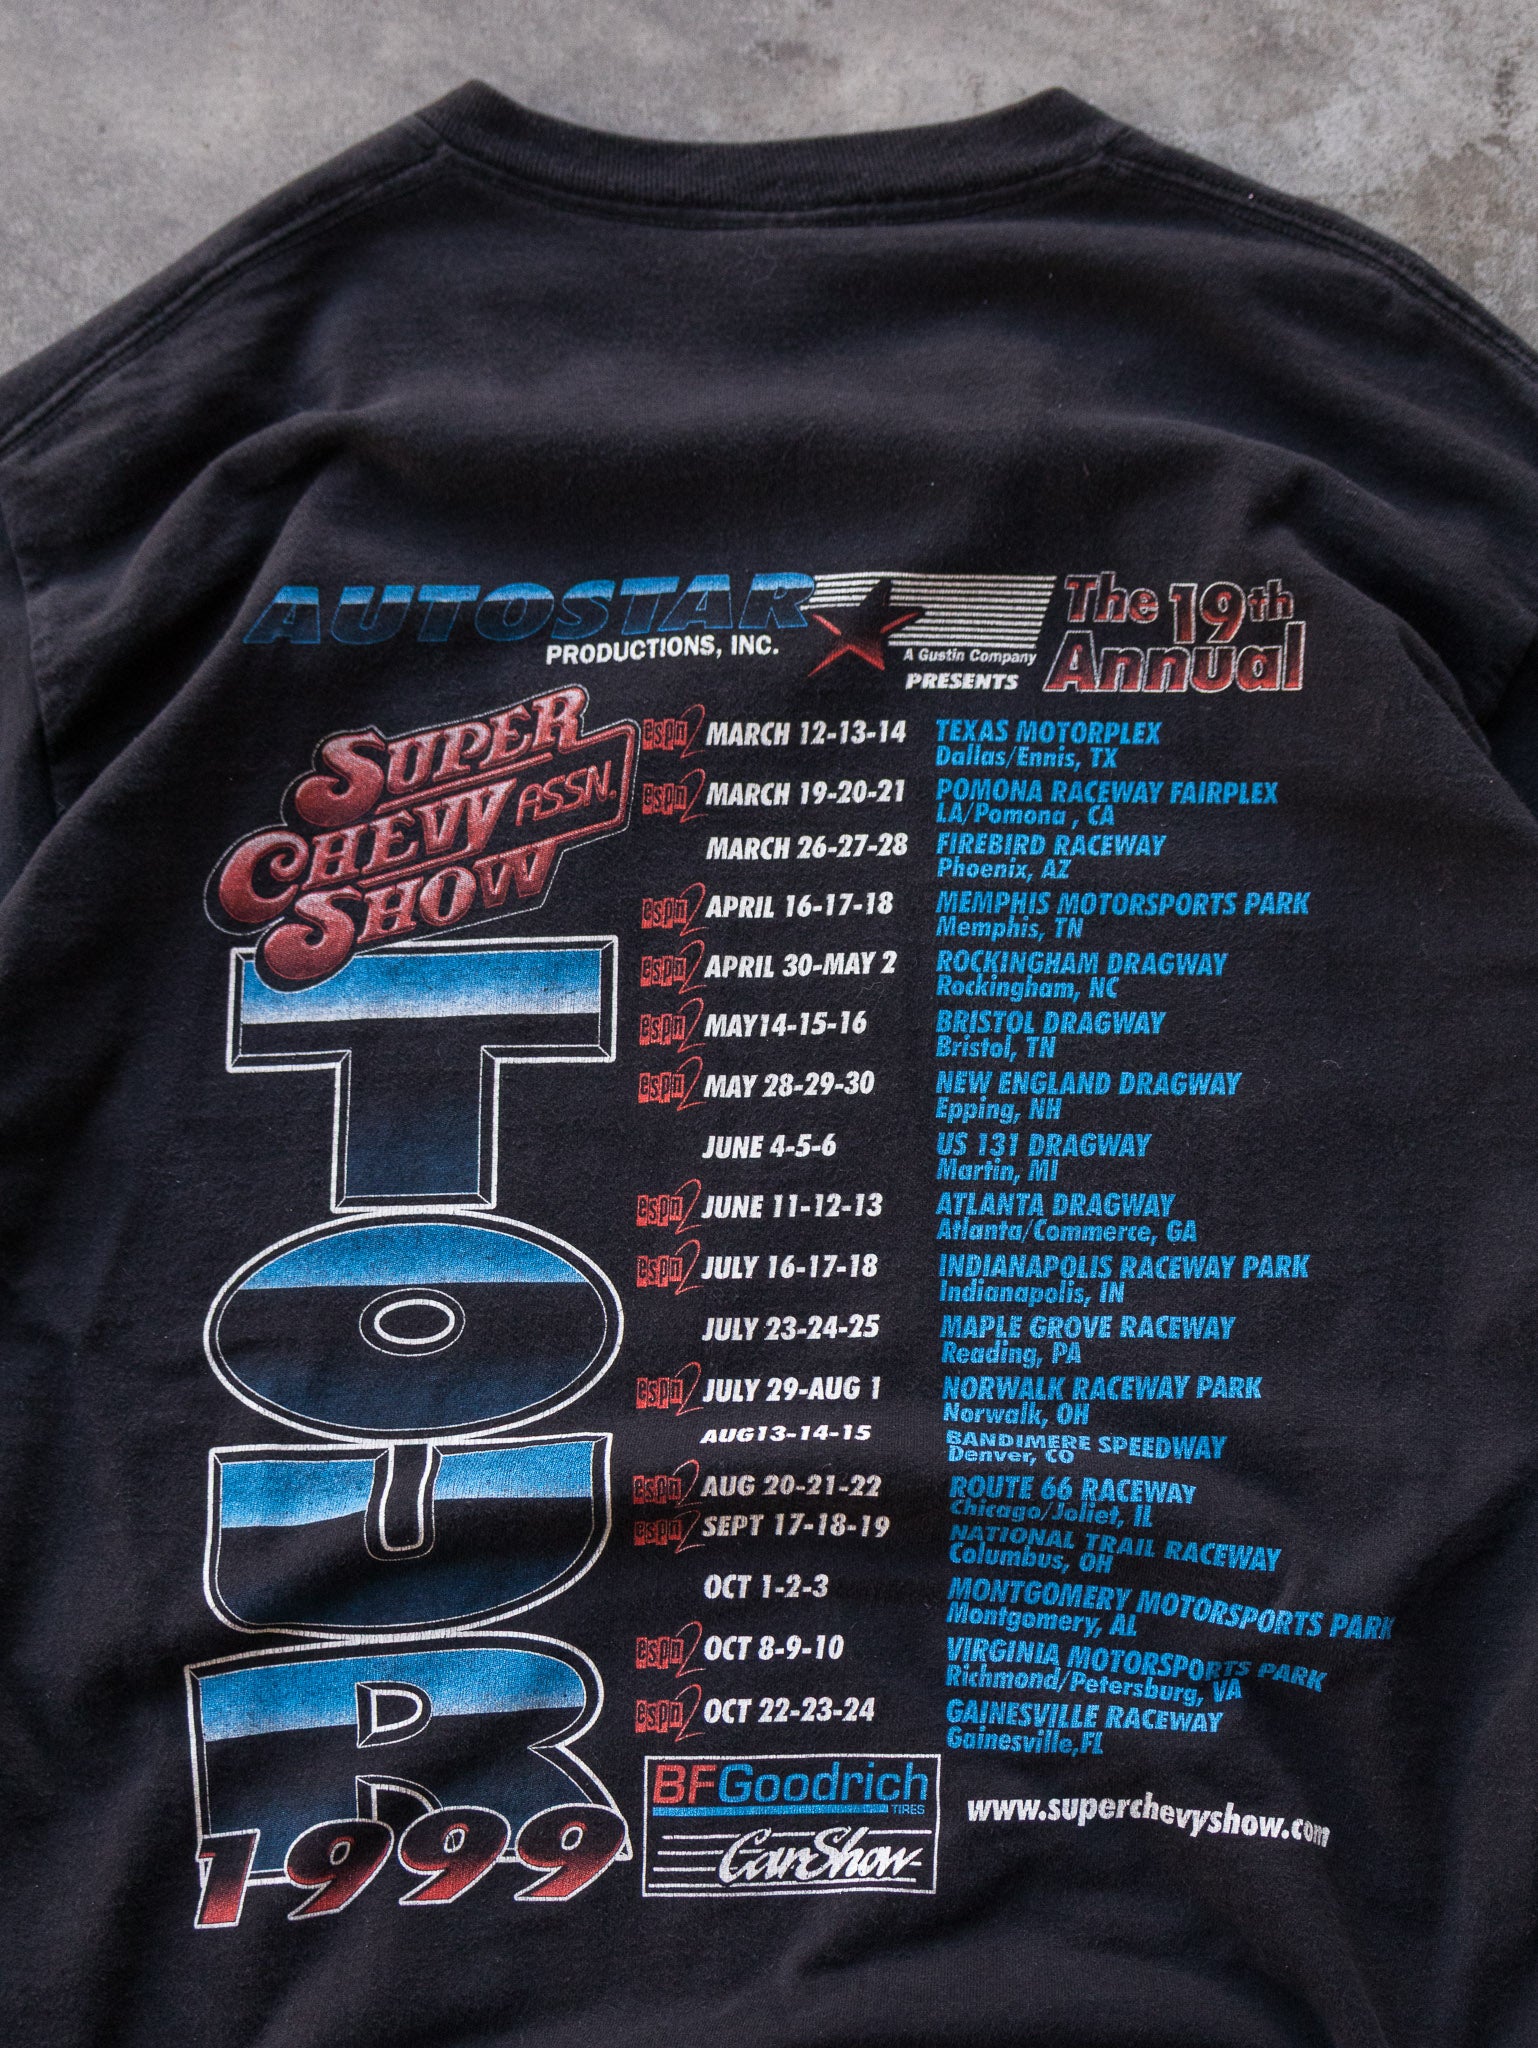 AUTOSTAR
PRODUCTIONS, INC.
A Gustin Company
PRESENTS
The 19th
Annual
SUPER
CHEVY ASSN.
SHOW
TOUR
1999
espn2 MARCH 12-13-14 TEXAS MOTORPLEX
Dallas/Ennis, TX
espn2 MARCH 19-20-21 POMONA RACEWAY FAIRPLEX
LA/Pomona , CA
MARCH 26-27-28 FIREBIRD RACEWAY
Phoenix, AZ
espn2 APRIL 16-17-18 MEMPHIS MOTORSPORTS PARK
Memphis, TN
espn2 APRIL 30-MAY 2 ROCKINGHAM DRAGWAY
Rockingham, NC
espn2 MAY14-15-16 BRISTOL DRAGWAY
Bristol, TN
espn2 MAY 28-29-30 NEW ENGLAND DRAGWAY
Epping, NH
JUNE 4-5-6 US 131 DRAGWAY
Martin, MI
espn2 JUNE 11-12-13 ATLANTA DRAGWAY
Atlanta/Commerce, GA
espn2 JULY 16-17-18 INDIANAPOLIS RACEWAY PARK
Indianapolis, IN
JULY 23-24-25 MAPLE GROVE RACEWAY
Reading, PA
espn2 JULY 29-AUG 1 NORWALK RACEWAY PARK
Norwalk, OH
AUG13-14-15 BANDIMERE SPEEDWAY
Denver, CO
espn2 AUG 20-21-22 ROUTE 66 RACEWAY
Chicago/Joliet, IL
espn2 SEPT 17-18-19 NATIONAL TRAIL RACEWAY
Columbus, OH
OCT 1-2-3 MONTGOMERY MOTORSPORTS PARK
Montgomery, AL
espn2 OCT 8-9-10 VIRGINIA MOTORSPORTS PARK
Richmond/Petersburg, VA
espn2 OCT 22-23-24 GAINESVILLE RACEWAY
Gainesville,FL
BFGoodrich
TIRES
Car Show
www.superchevyshow.com